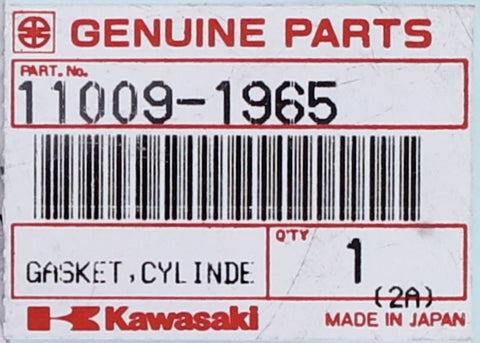 GENUINE PARTS
PART. No.
11009-1965
GASKET,CYLINDE
Q'TY
1
(2A)
Kawasaki
MADE IN JAPAN